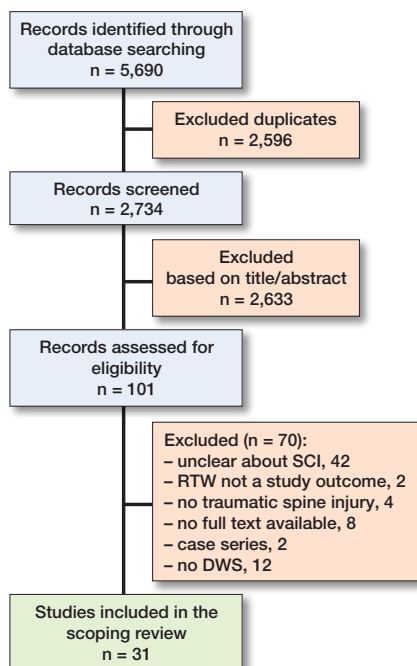 Records identified through
database searching
n = 5,690
Excluded duplicates
n = 2,596
Records screened
n = 2,734
Excluded
based on title/abstract
n = 2,633
Records assessed for
eligibility
n = 101
Excluded (n = 70):
– unclear about SCI, 42
– RTW not a study outcome, 2
– no traumatic spine injury, 4
– no full text available, 8
– case series, 2
– no DWS, 12
Studies included in the
scoping review
n = 31